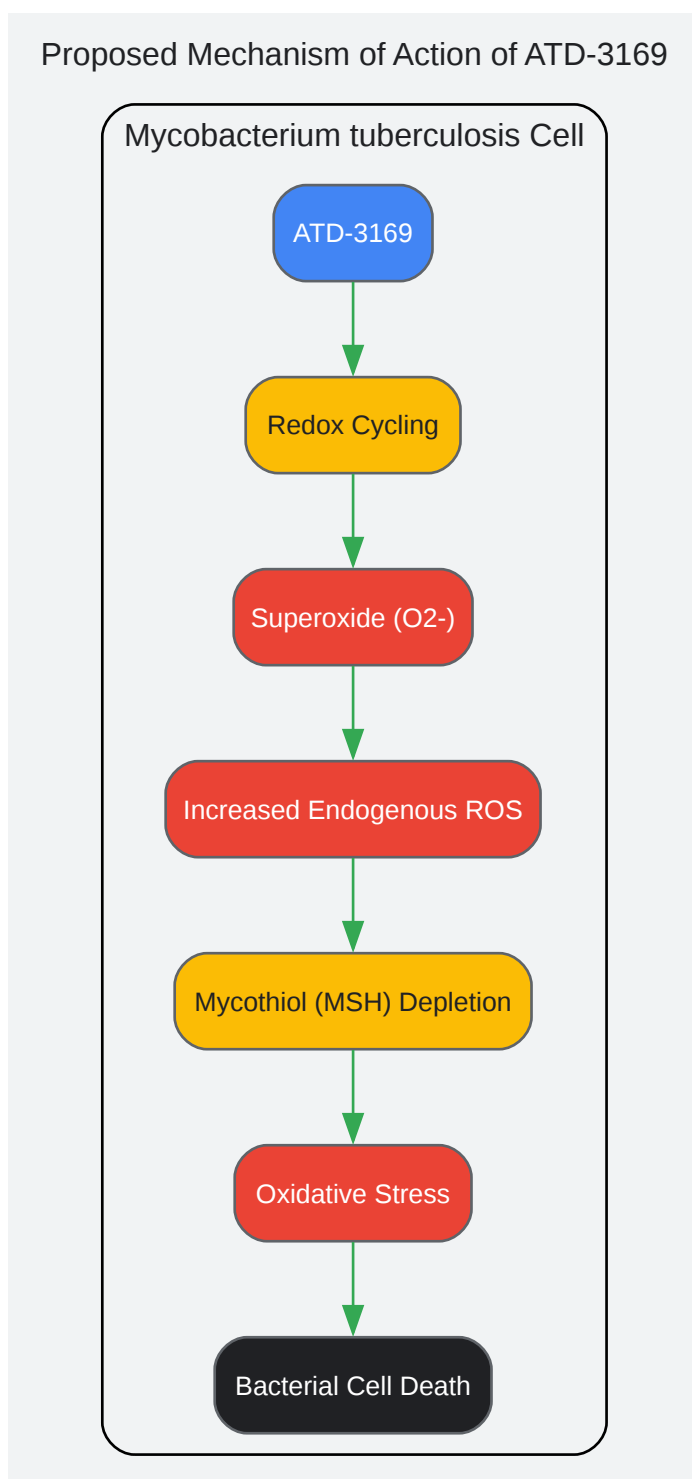 Proposed Mechanism of Action of ATD-3169
Mycobacterium tuberculosis Cell
ATD-3169
Redox Cycling
Superoxide (O2-)
Increased Endogenous ROS
Mycothiol (MSH) Depletion
Oxidative Stress
Bacterial Cell Death